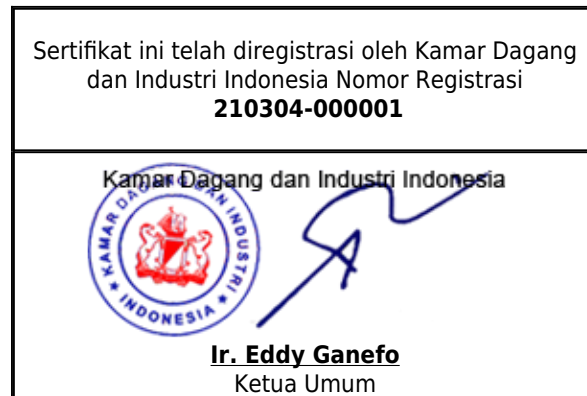 Sertifikat ini telah diregistrasi oleh Kamar Dagang
dan Industri Indonesia Nomor Registrasi
210304-000001
Kamar Dagang dan Industri Indonesia
KAMAR DAGANG DAN INDUSTRI
* INDONESIA *
Ir. Eddy Ganefo
Ketua Umum